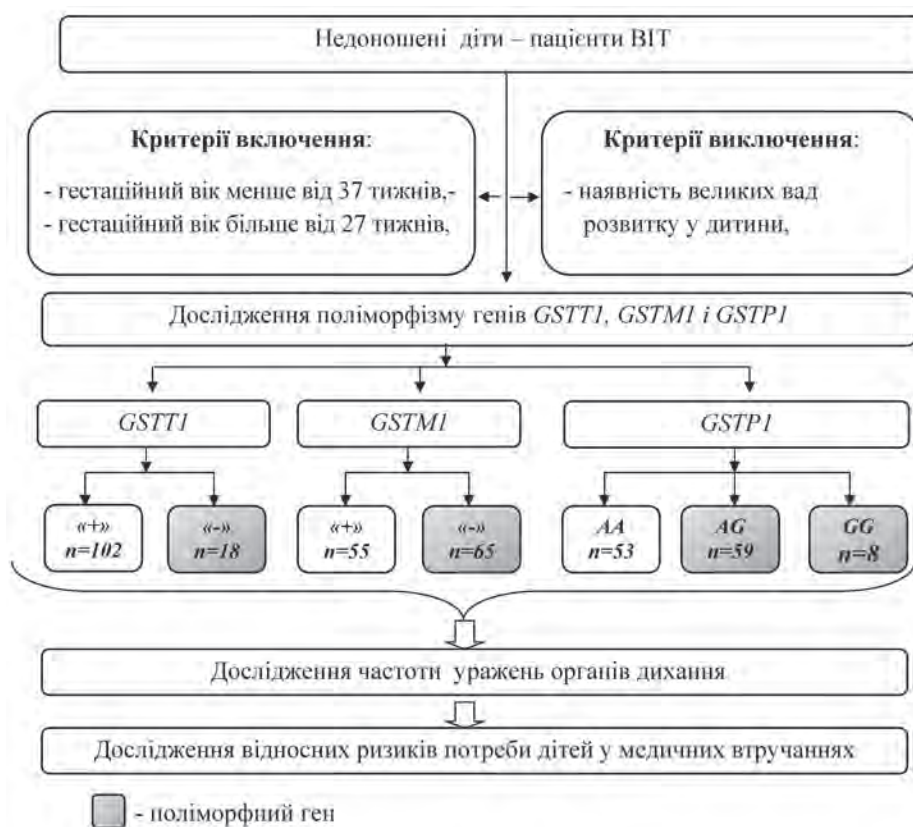 Недоношені діти – пацієнти ВІТ
Критерії включення:
- гестаційний вік менше від 37 тижнів,-
- гестаційний вік більше від 27 тижнів,
Критерії виключення:
- наявність великих вад
розвитку у дитини,
Дослідження поліморфізму генів GSTT1, GSTM1 і GSTP1
GSTT1
GSTM1
GSTP1
«+»
n=102
«-»
n=18
«+»
n=55
«-»
n=65
AA
n=53
AG
n=59
GG
n=8
Дослідження частоти уражень органів дихання
Дослідження відносних ризиків потреби дітей у медичних втручаннях
- поліморфний ген